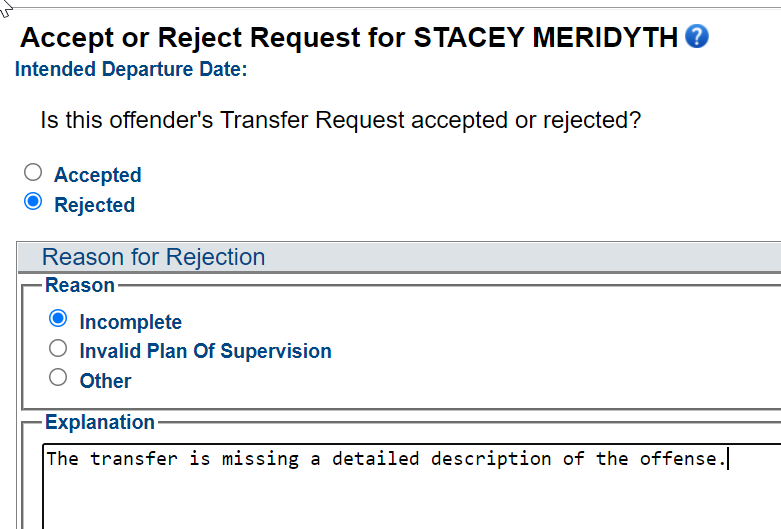 Accept or Reject Request for STACEY MERIDYTH ?
Intended Departure Date:
Is this offender's Transfer Request accepted or rejected?
Accepted
Rejected
Reason for Rejection
Reason
Incomplete
Invalid Plan Of Supervision
Other
Explanation
The transfer is missing a detailed description of the offense.